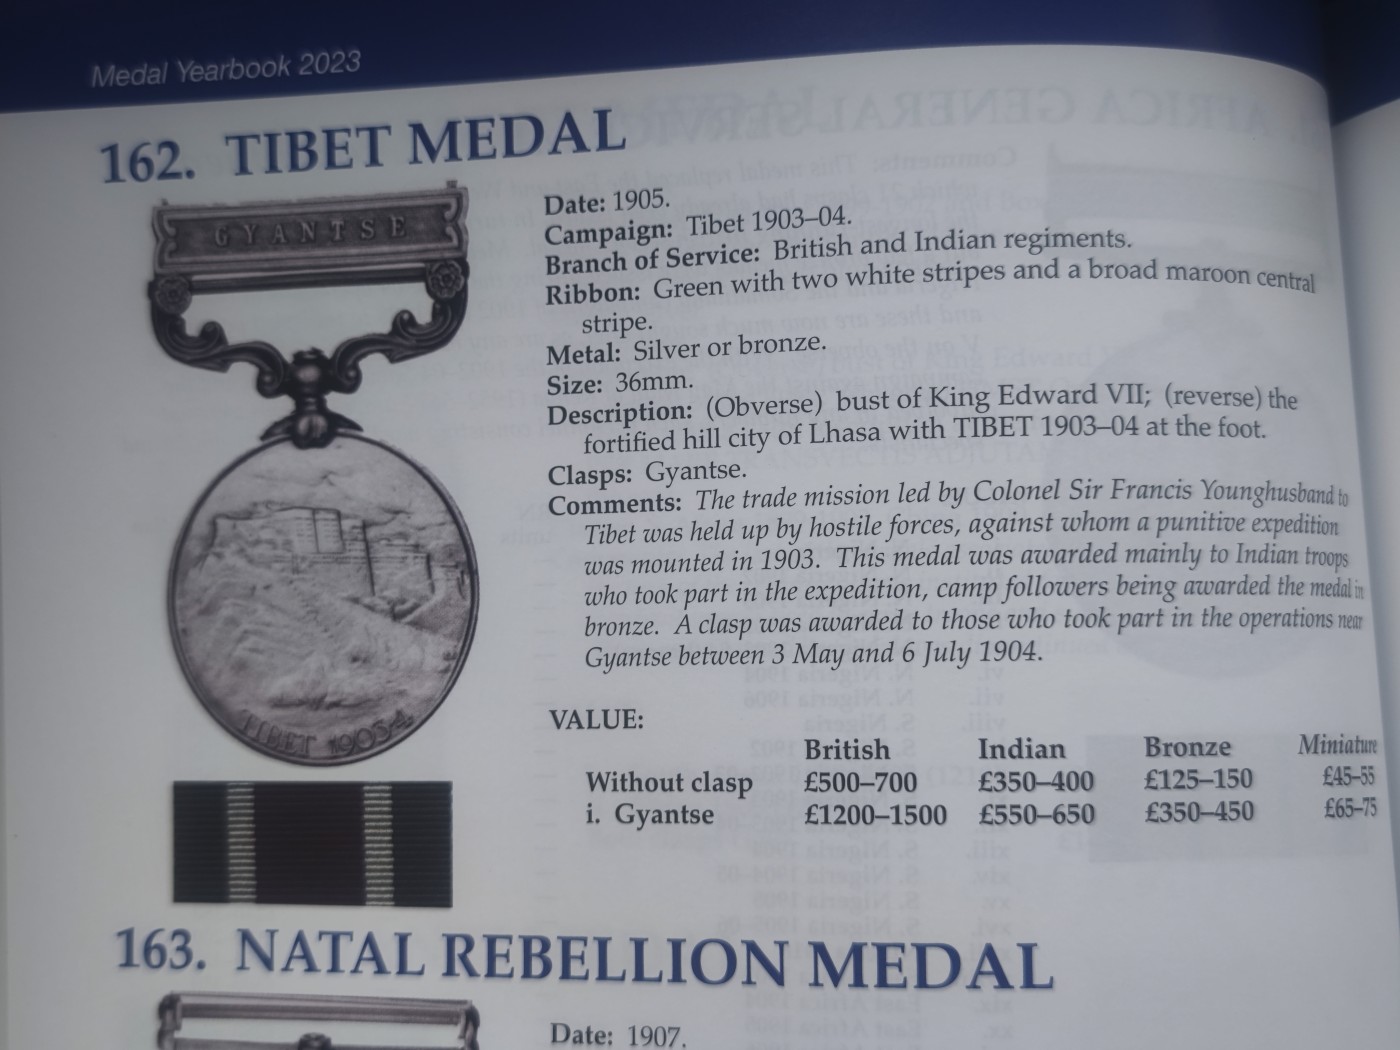 Medal Yearbook 2023
162. TIBET MEDAL
GYANTSE
TIBET 1903-4
Date: 1905.
Campaign: Tibet 1903–04.
Branch of Service: British and Indian regiments.
Ribbon: Green with two white stripes and a broad maroon central
stripe.
Metal: Silver or bronze.
Size: 36mm.
Description: (Obverse) bust of King Edward VII; (reverse) the
fortified hill city of Lhasa with TIBET 1903–04 at the foot.
Clasps: Gyantse.
Comments: The trade mission led by Colonel Sir Francis Younghusband to
Tibet was held up by hostile forces, against whom a punitive expedition
was mounted in 1903. This medal was awarded mainly to Indian troops
who took part in the expedition, camp followers being awarded the medal in
bronze. A clasp was awarded to those who took part in the operations near
Gyantse between 3 May and 6 July 1904.
VALUE:
British Indian Bronze Miniature
Without clasp £500–700 £350–400 £125–150 £45–55
i. Gyantse £1200–1500 £550–650 £350–450 £65–75
163. NATAL REBELLION MEDAL
Date: 1907.